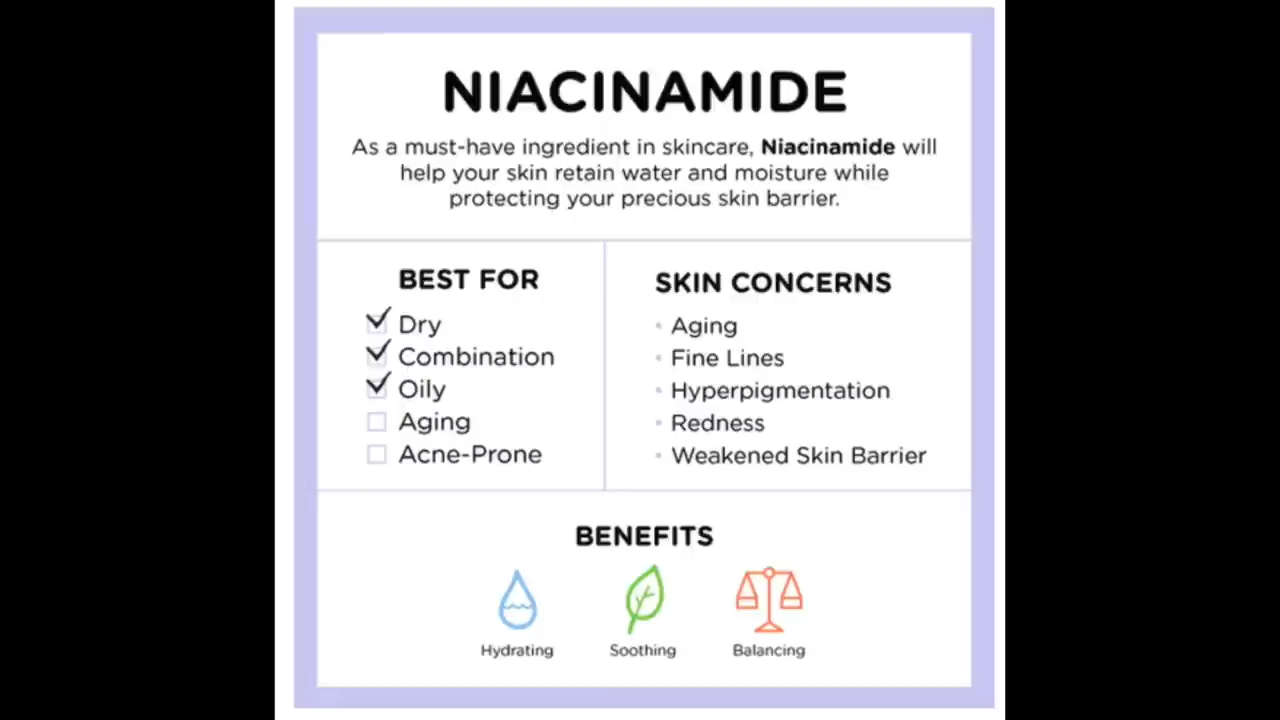 NIACINAMIDE
As a must-have ingredient in skincare, Niacinamide will
help your skin retain water and moisture while
protecting your precious skin barrier.
BEST FOR
Dry
Combination
Oily
Aging
Acne-Prone
SKIN CONCERNS
• Aging
• Fine Lines
• Hyperpigmentation
• Redness
• Weakened Skin Barrier
BENEFITS
Hydrating
Soothing
Balancing